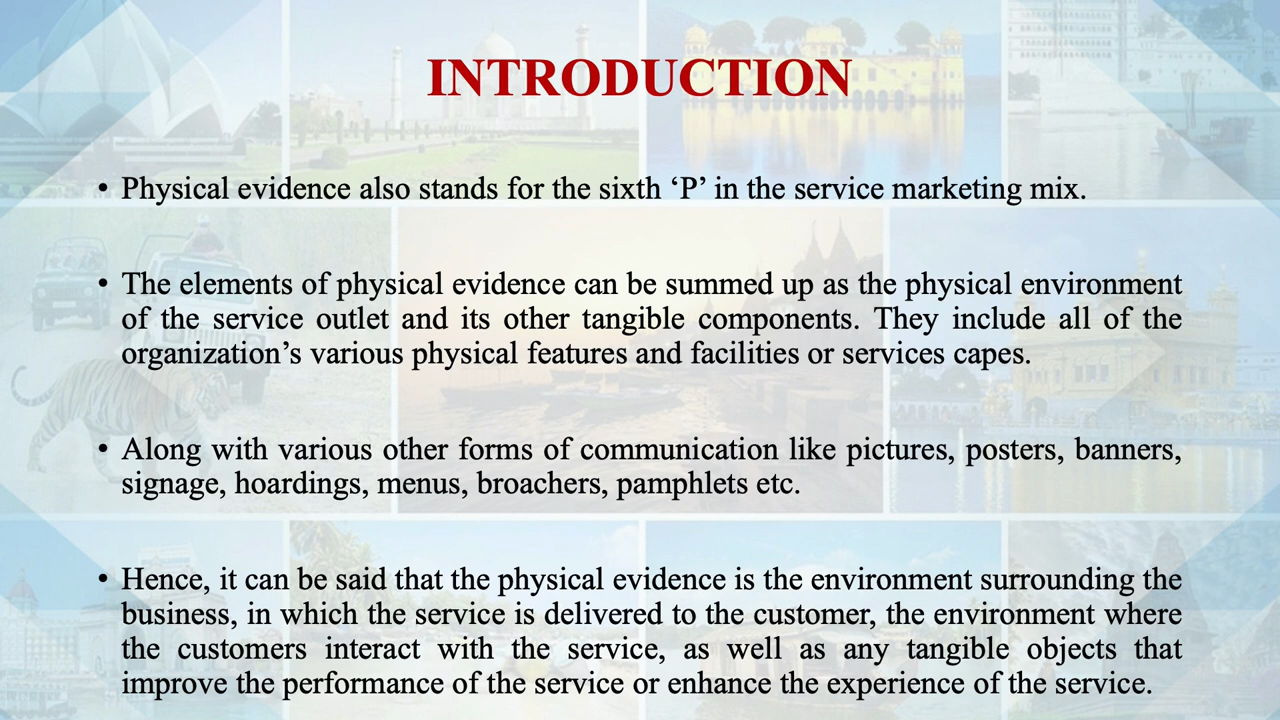 INTRODUCTION
• Physical evidence also stands for the sixth ‘P’ in the service marketing mix.
• The elements of physical evidence can be summed up as the physical environment
of the service outlet and its other tangible components. They include all of the
organization’s various physical features and facilities or services capes.
• Along with various other forms of communication like pictures, posters, banners,
signage, hoardings, menus, broachers, pamphlets etc.
• Hence, it can be said that the physical evidence is the environment surrounding the
business, in which the service is delivered to the customer, the environment where
the customers interact with the service, as well as any tangible objects that
improve the performance of the service or enhance the experience of the service.